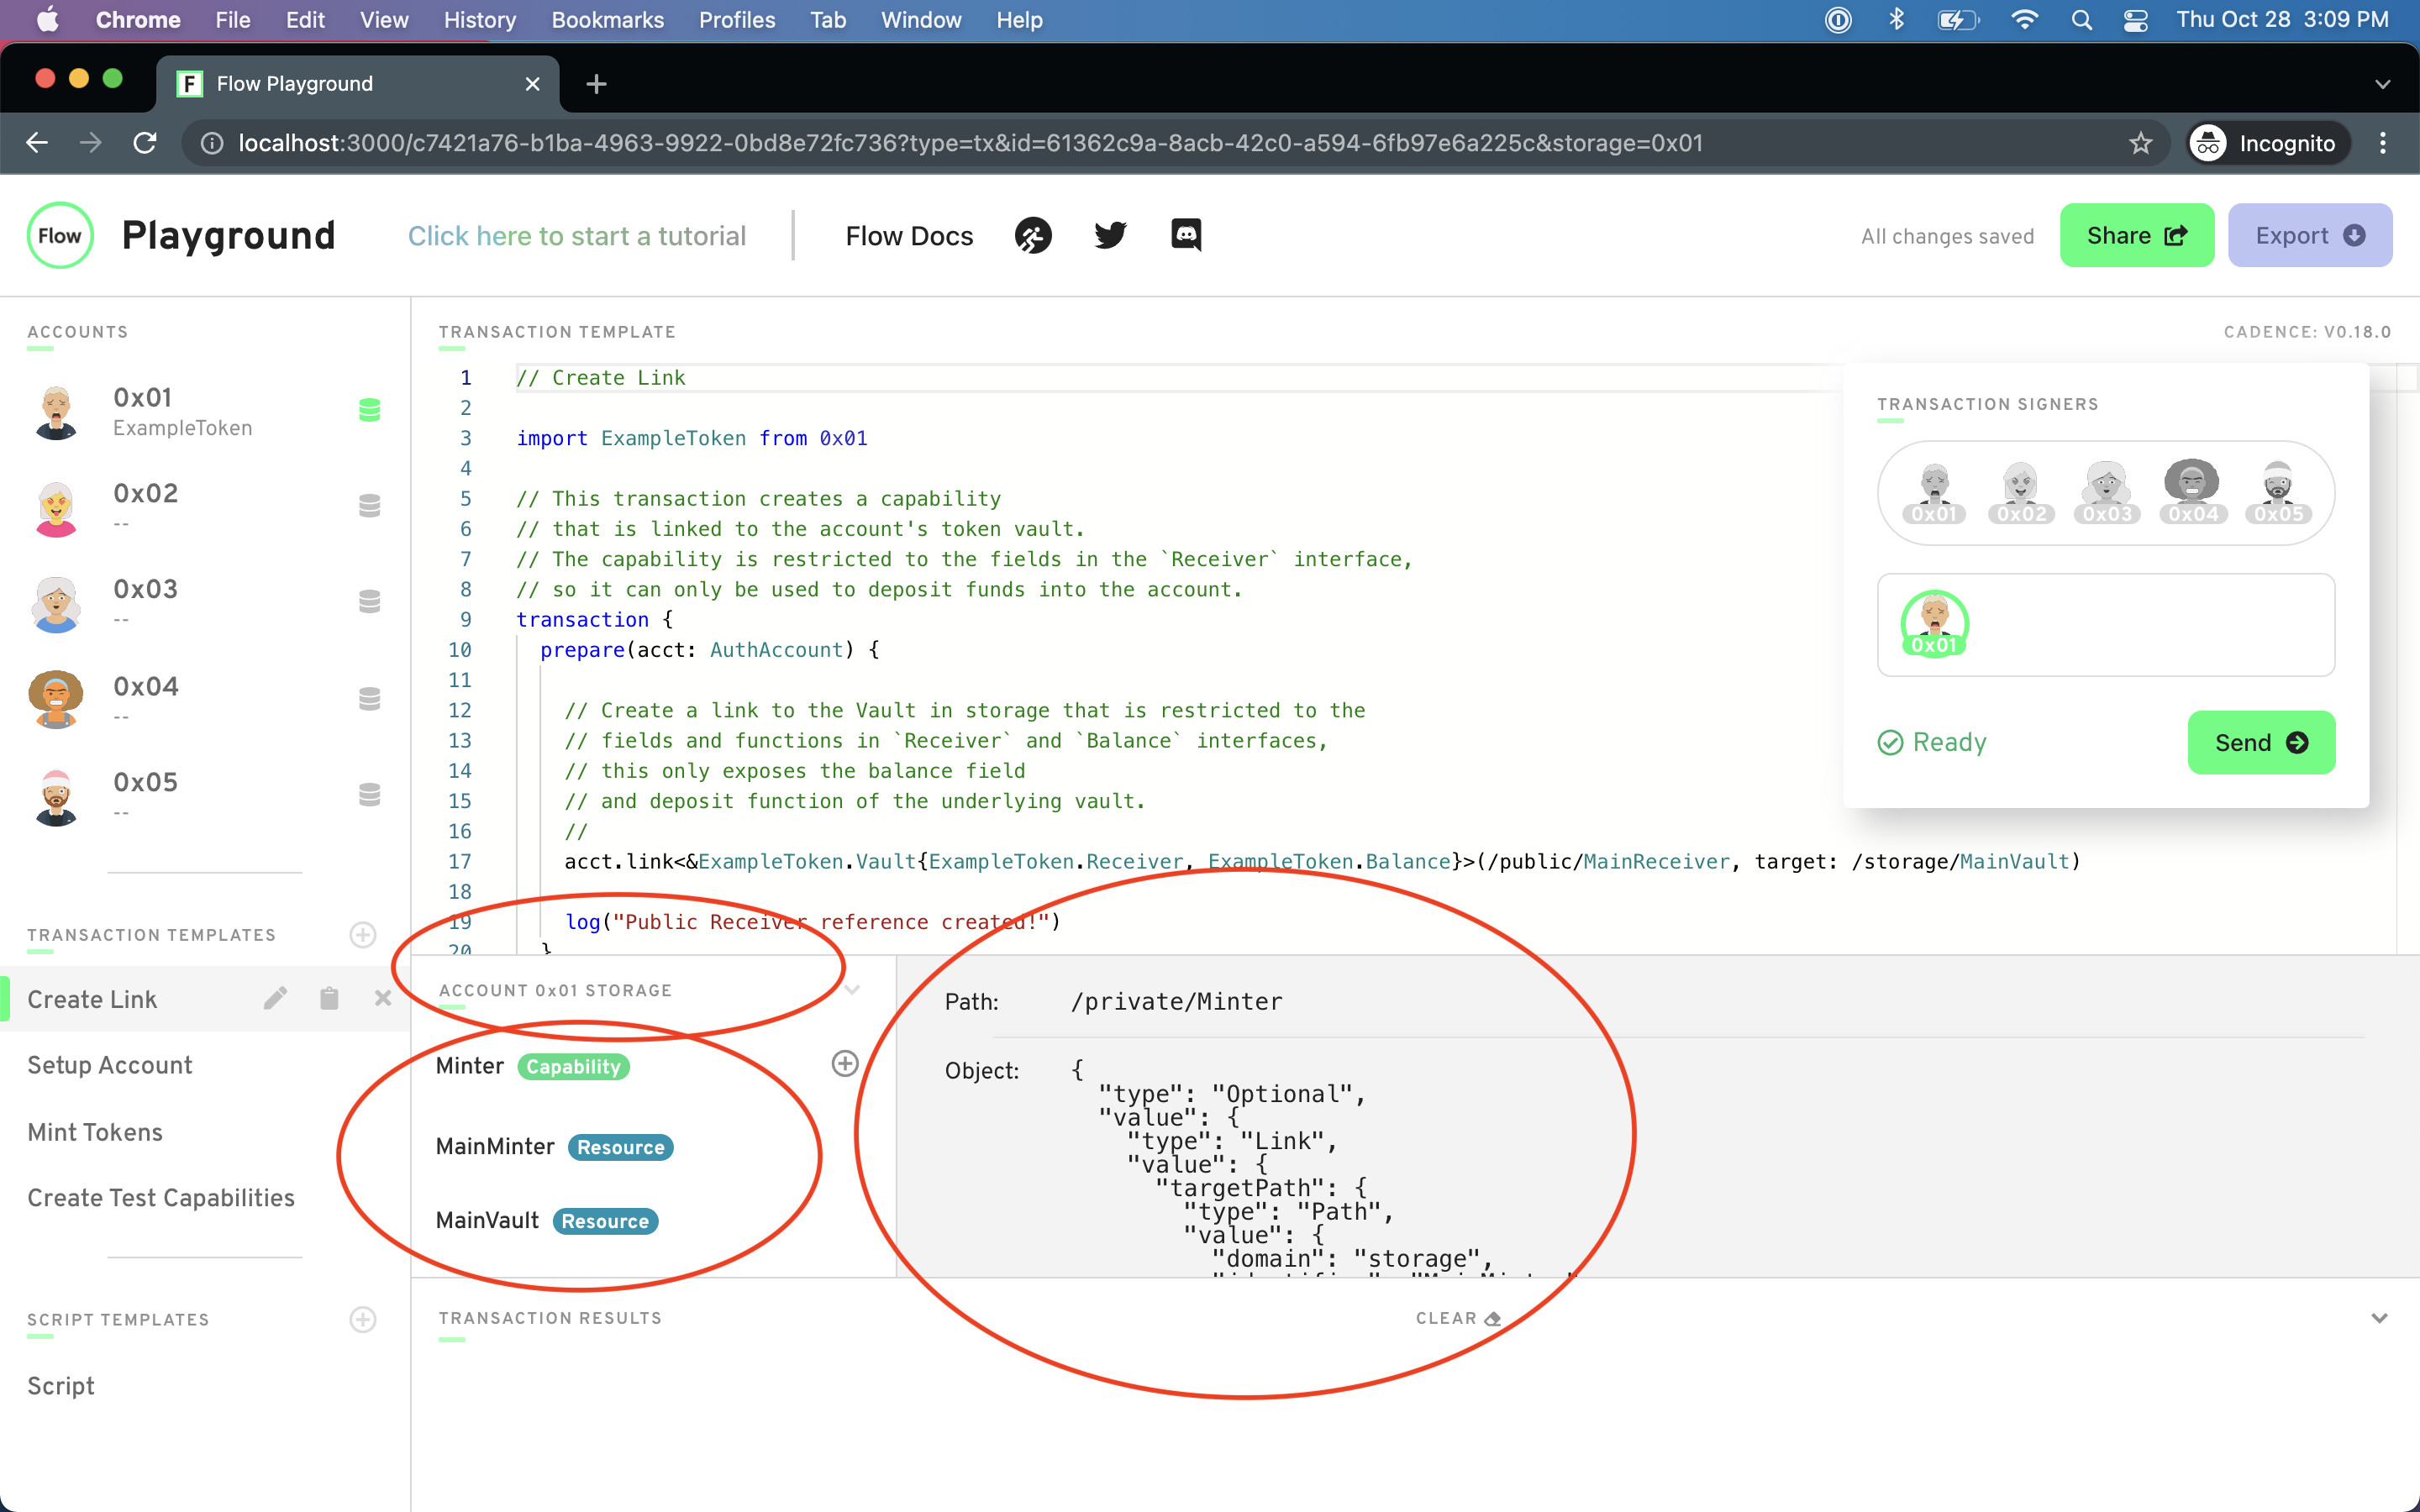 Chrome File Edit View History Bookmarks Profiles Tab Window Help Thu Oct 28 3:09 PM
F Flow Playground
localhost:3000/c7421a76-b1ba-4963-9922-0bd8e72fc736?type=tx&id=61362c9a-8acb-42c0-a594-6fb97e6a225c&storage=0x01 Incognito
Flow Playground Click here to start a tutorial Flow Docs All changes saved Share Export
ACCOUNTS
0x01
ExampleToken
0x02
--
0x03
--
0x04
--
0x05
--
TRANSACTION TEMPLATES
Create Link
Setup Account
Mint Tokens
Create Test Capabilities
SCRIPT TEMPLATES
Script
TRANSACTION TEMPLATE CADENCE: V0.18.0
1 // Create Link
2
3 import ExampleToken from 0x01
4
5 // This transaction creates a capability
6 // that is linked to the account's token vault.
7 // The capability is restricted to the fields in the `Receiver` interface,
8 // so it can only be used to deposit funds into the account.
9 transaction {
10 prepare(acct: AuthAccount) {
11
12 // Create a link to the Vault in storage that is restricted to the
13 // fields and functions in `Receiver` and `Balance` interfaces,
14 // this only exposes the balance field
15 // and deposit function of the underlying vault.
16 //
17 acct.link<&ExampleToken.Vault{ExampleToken.Receiver, ExampleToken.Balance}>(/public/MainReceiver, target: /storage/MainVault)
18
19 log("Public Receiver reference created!")
20 }
TRANSACTION SIGNERS
0x01 0x02 0x03 0x04 0x05
0x01
Ready Send
ACCOUNT 0x01 STORAGE
Minter Capability
MainMinter Resource
MainVault Resource
Path: /private/Minter
Object: {
"type": "Optional",
"value": {
"type": "Link",
"value": {
"targetPath": {
"type": "Path",
"value": {
"domain": "storage",
TRANSACTION RESULTS CLEAR